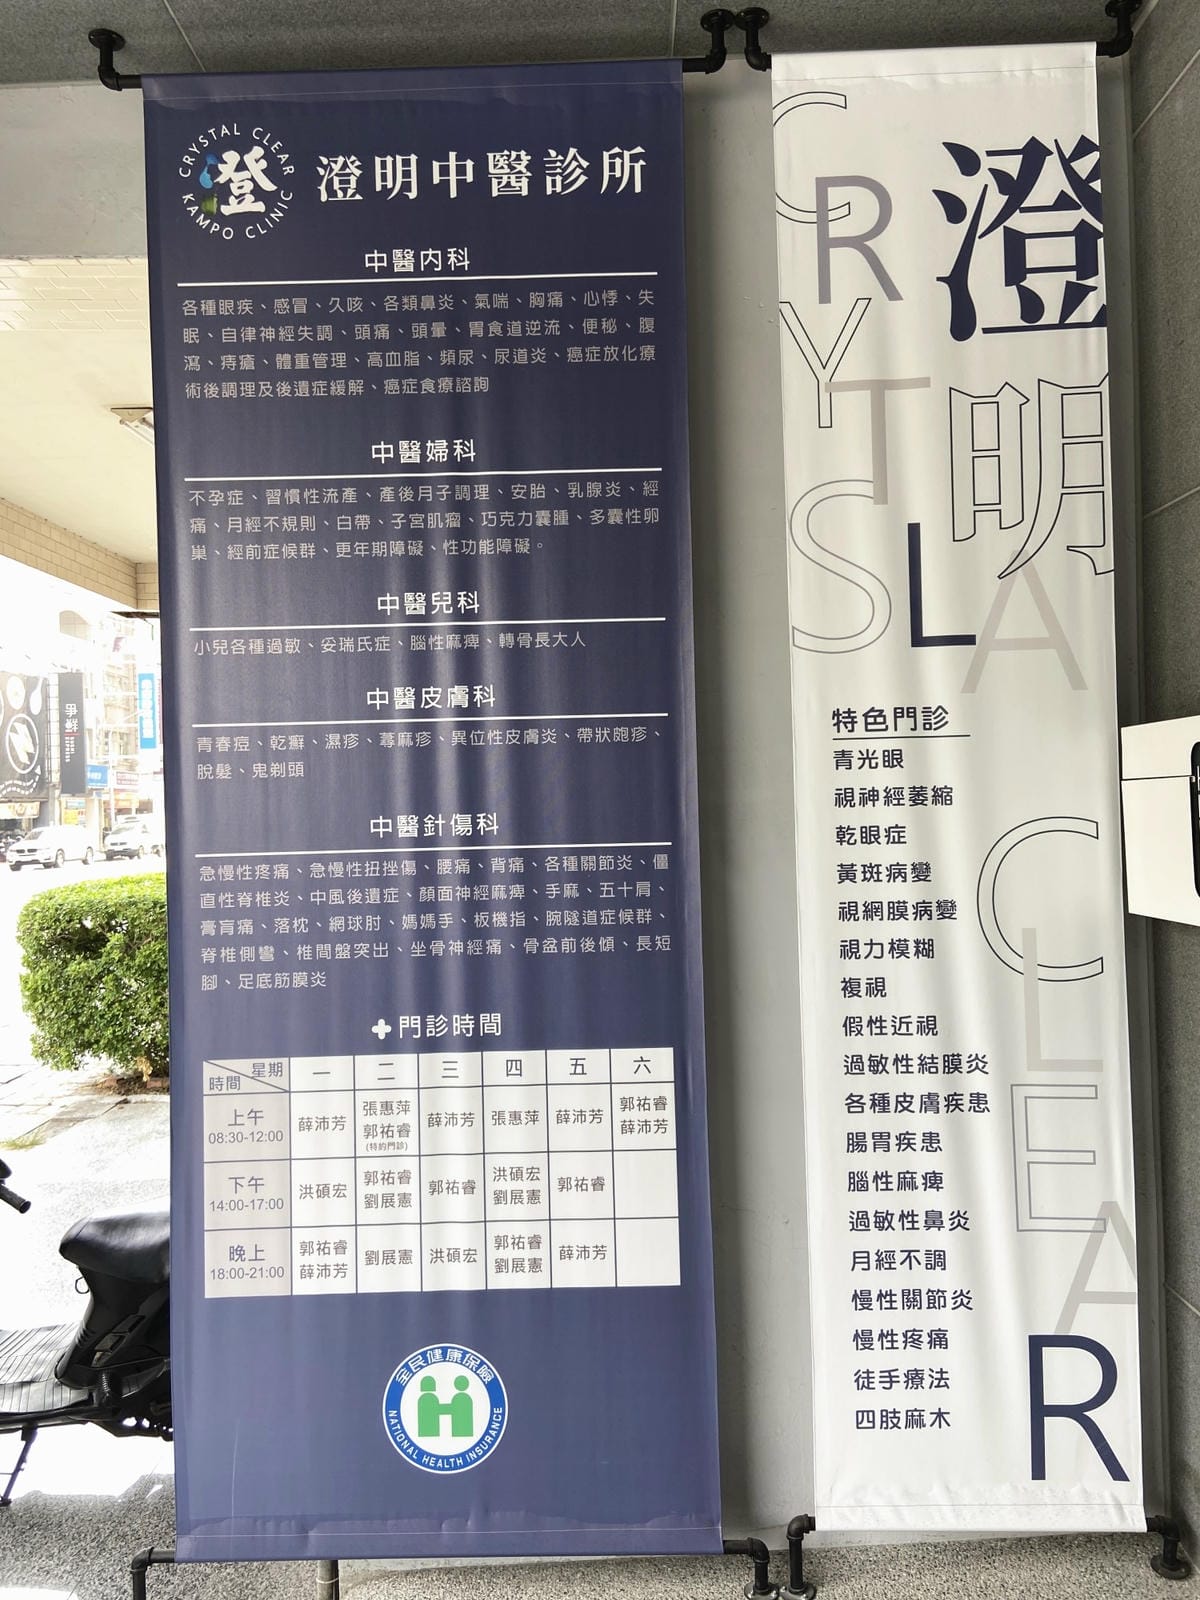 CRYSTAL CLEAR
澄
KAMPO CLINIC
澄明中醫診所
中醫內科
各種眼疾、感冒、久咳、各類鼻炎、氣喘、胸痛、心悸、失
眠、自律神經失調、頭痛、頭暈、胃食道逆流、便秘、腹
瀉、痔瘡、體重管理、高血脂、頻尿、尿道炎、癌症放化療
術後調理及後遺症緩解、癌症食療諮詢
中醫婦科
不孕症、習慣性流產、產後月子調理、安胎、乳腺炎、經
痛、月經不規則、白帶、子宮肌瘤、巧克力囊腫、多囊性卵
巢、經前症候群、更年期障礙、性功能障礙。
中醫兒科
小兒各種過敏、妥瑞氏症、腦性麻痺、轉骨長大人
中醫皮膚科
青春痘、乾癬、濕疹、蕁麻疹、異位性皮膚炎、帶狀皰疹、
脫髮、鬼剃頭
中醫針傷科
急慢性疼痛、急慢性扭挫傷、腰痛、背痛、各種關節炎、僵
直性脊椎炎、中風後遺症、顏面神經麻痺、手麻、五十肩、
膏肓痛、落枕、網球肘、媽媽手、板機指、腕隧道症候群、
脊椎側彎、椎間盤突出、坐骨神經痛、骨盆前後傾、長短
腳、足底筋膜炎
門診時間
時間 星期 一 二 三 四 五 六
上午 08:30-12:00 薛沛芳 張惠萍 郭祐睿 (特約門診) 薛沛芳 張惠萍 薛沛芳 郭祐睿 薛沛芳
下午 14:00-17:00 洪碩宏 郭祐睿 劉展憲 郭祐睿 洪碩宏 劉展憲 郭祐睿
晚上 18:00-21:00 郭祐睿 薛沛芳 劉展憲 洪碩宏 郭祐睿 劉展憲 薛沛芳
全民健康保險
NATIONAL HEALTH INSURANCE
澄明
CRYTSLA CLEAR
特色門診
青光眼
視神經萎縮
乾眼症
黃斑病變
視網膜病變
視力模糊
複視
假性近視
過敏性結膜炎
各種皮膚疾患
腸胃疾患
腦性麻痺
過敏性鼻炎
月經不調
慢性關節炎
慢性疼痛
徒手療法
四肢麻木